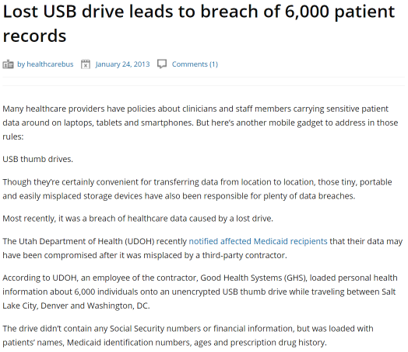 Lost USB drive leads to breach of 6,000 patient
records
by healthcarebus January 24, 2013 Comments (1)
Many healthcare providers have policies about clinicians and staff members carrying sensitive patient
data around on laptops, tablets and smartphones. But here's another mobile gadget to address in those
rules:
USB thumb drives.
Though they're certainly convenient for transferring data from location to location, those tiny, portable
and easily misplaced storage devices have also been responsible for plenty of data breaches.
Most recently, it was a breach of healthcare data caused by a lost drive.
The Utah Department of Health (UDOH) recently notified affected Medicaid recipients that their data may
have been compromised after it was misplaced by a third-party contractor.
According to UDOH, an employee of the contractor, Good Health Systems (GHS), loaded personal health
information about 6,000 individuals onto an unencrypted USB thumb drive while traveling between Salt
Lake City, Denver and Washington, DC.
The drive didn't contain any Social Security numbers or financial information, but was loaded with
patients' names, Medicaid identification numbers, ages and prescription drug history.